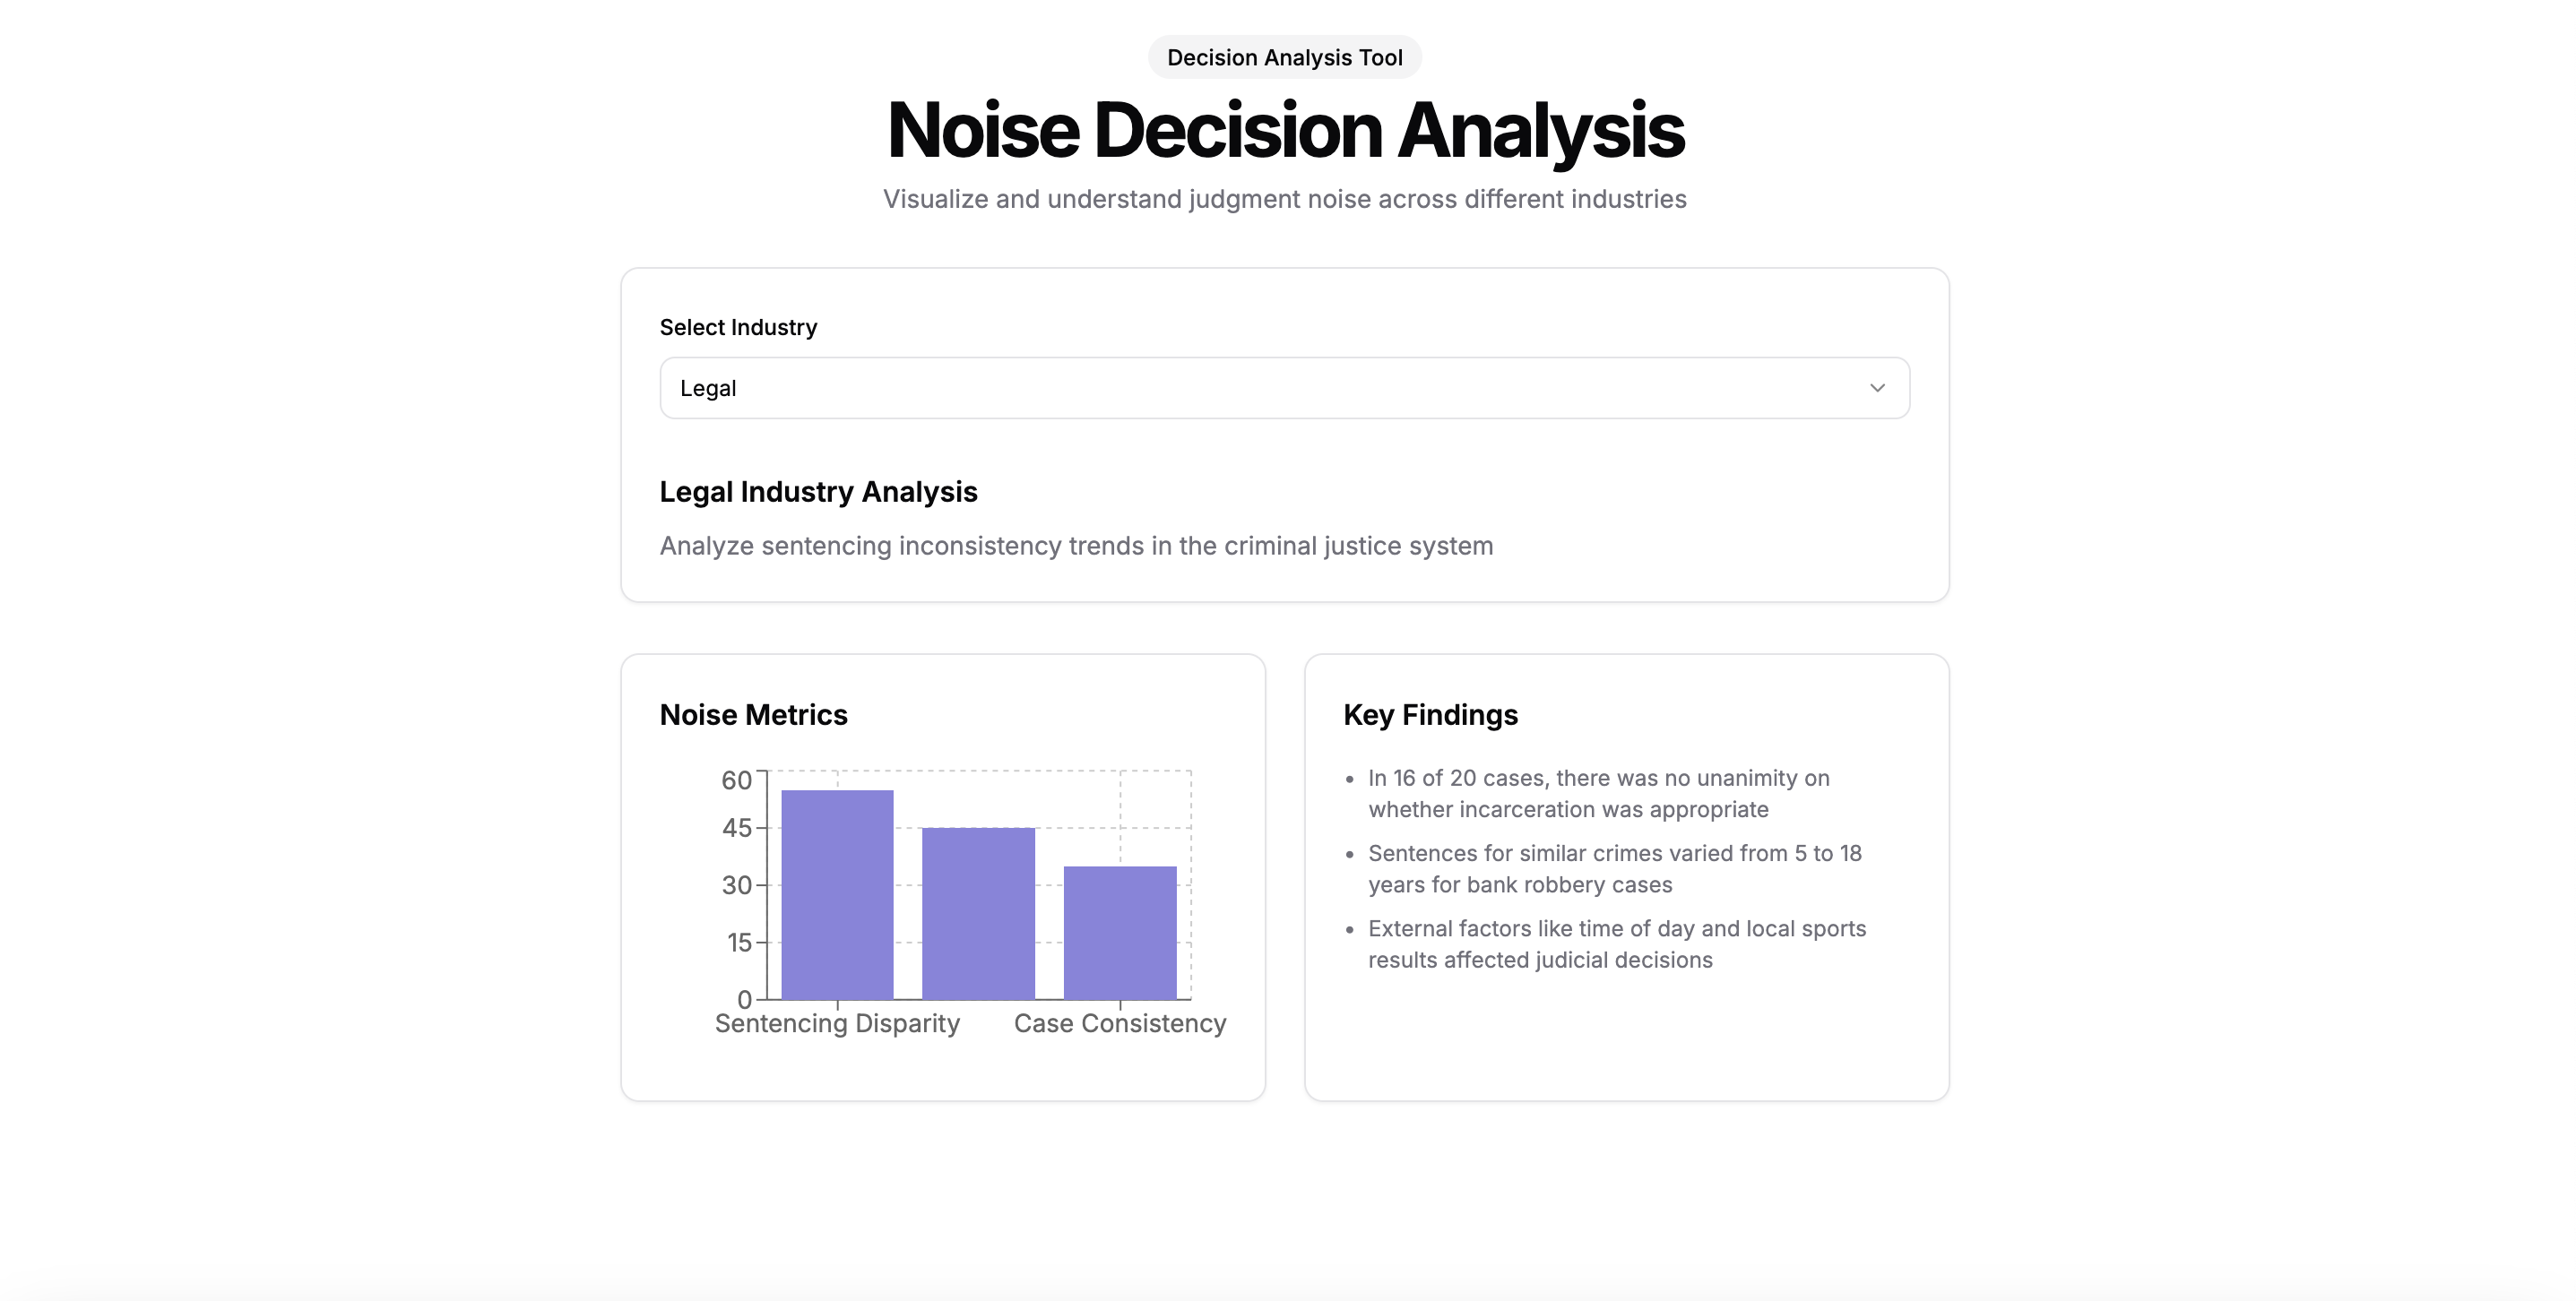 Decision Analysis Tool
Noise Decision Analysis
Visualize and understand judgment noise across different industries
Select Industry
Legal
Legal Industry Analysis
Analyze sentencing inconsistency trends in the criminal justice system
Noise Metrics
60
45
30
15
0
Sentencing Disparity
Case Consistency
Key Findings
• In 16 of 20 cases, there was no unanimity on
whether incarceration was appropriate
• Sentences for similar crimes varied from 5 to 18
years for bank robbery cases
• External factors like time of day and local sports
results affected judicial decisions